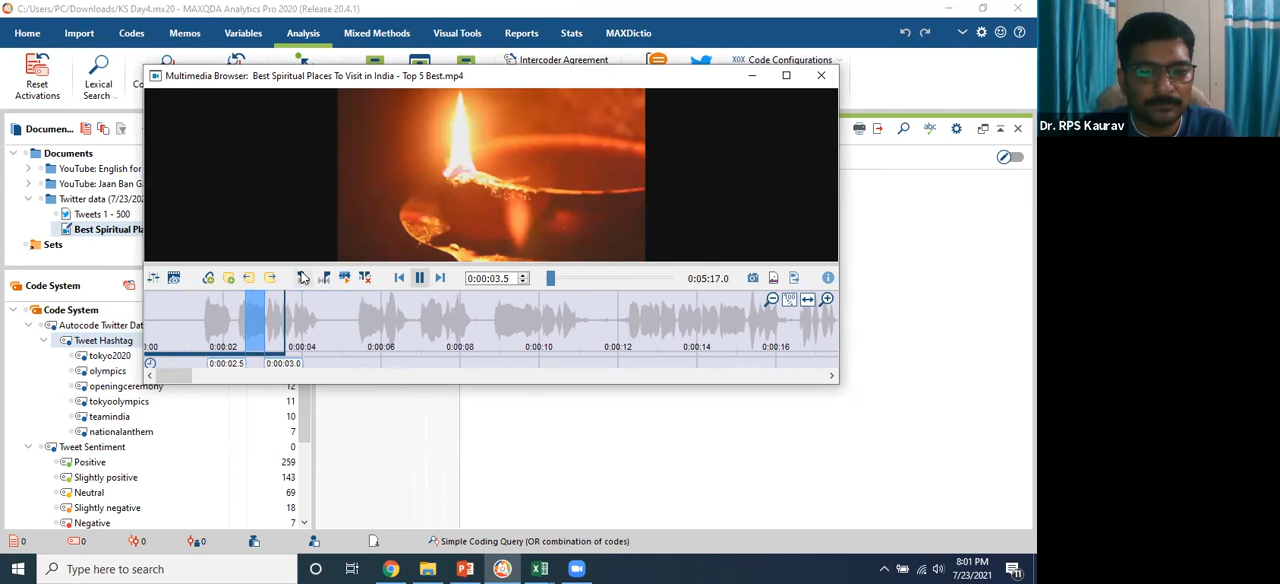 C:/Users/PC/Downloads/KS Day4.mx20 - MAXQDA Analytics Pro 2020 (Release 20.4.1)
Home Import Codes Memos Variables Analysis Mixed Methods Visual Tools Reports Stats MAXDictio
Reset
Activations
Lexical
Search
Intercoder Agreement
Code Configurations
Multimedia Browser: Best Spiritual Places To Visit in India - Top 5 Best.mp4
Dr. RPS Kaurav
Documen...
Documents
YouTube: English for
YouTube: Jaan Ban G
Twitter data (7/23/202
Tweets 1 - 500
Best Spiritual Pla
Sets
0:00:03.5
0:05:17.0
100
0:00 0:00:02 0:00:04 0:00:06 0:00:08 0:00:10 0:00:12 0:00:14 0:00:16
0:00:02.5 0:00:03.0
Code System
Code System
Autocode Twitter Dat
Tweet Hashtag
tokyo2020
olympics
openingceremony 12
tokyoolympics 11
teamindia 10
nationalanthem 7
Tweet Sentiment 0
Positive 259
Slightly positive 143
Neutral 69
Slightly negative 18
Negative 7
0 0 0 0 Simple Coding Query (OR combination of codes)
Type here to search
8:01 PM
7/23/2021